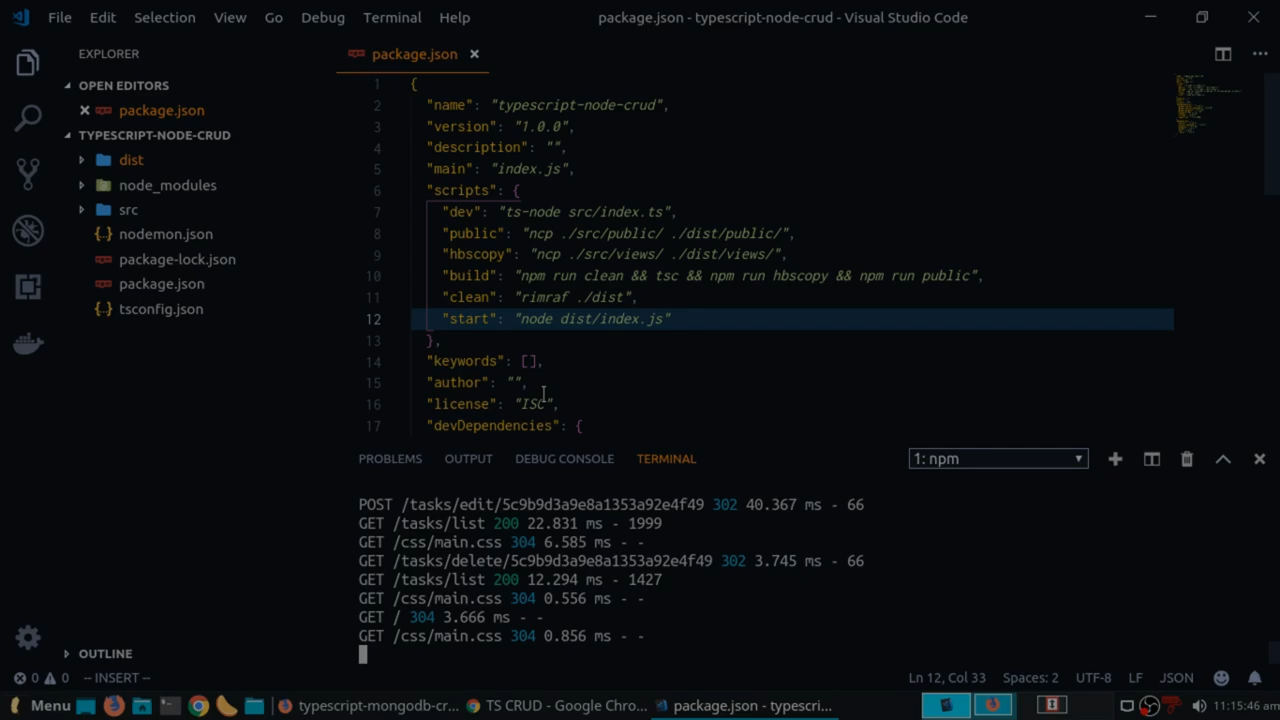 File Edit Selection View Go Debug Terminal Help package.json - typescript-node-crud - Visual Studio Code
EXPLORER
OPEN EDITORS
package.json
TYPESCRIPT-NODE-CRUD
dist
node_modules
src
nodemon.json
package-lock.json
package.json
tsconfig.json
OUTLINE
package.json
1 {
2 "name": "typescript-node-crud",
3 "version": "1.0.0",
4 "description": "",
5 "main": "index.js",
6 "scripts": {
7 "dev": "ts-node src/index.ts",
8 "public": "ncp ./src/public/ ./dist/public/",
9 "hbscopy": "ncp ./src/views/ ./dist/views/",
10 "build": "npm run clean && tsc && npm run hbscopy && npm run public",
11 "clean": "rimraf ./dist",
12 "start": "node dist/index.js"
13 },
14 "keywords": [],
15 "author": "",
16 "license": "ISC",
17 "devDependencies": {
PROBLEMS OUTPUT DEBUG CONSOLE TERMINAL 1: npm
POST /tasks/edit/5c9b9d3a9e8a1353a92e4f49 302 40.367 ms - 66
GET /tasks/list 200 22.831 ms - 1999
GET /css/main.css 304 6.585 ms - -
GET /tasks/delete/5c9b9d3a9e8a1353a92e4f49 302 3.745 ms - 66
GET /tasks/list 200 12.294 ms - 1427
GET /css/main.css 304 0.556 ms - -
GET / 304 3.666 ms - -
GET /css/main.css 304 0.856 ms - -
0 0 -- INSERT -- Ln 12, Col 33 Spaces: 2 UTF-8 LF JSON
Menu typescript-mongodb-cr... TS CRUD - Google Chro... package.json - typescri... 11:15:46 am